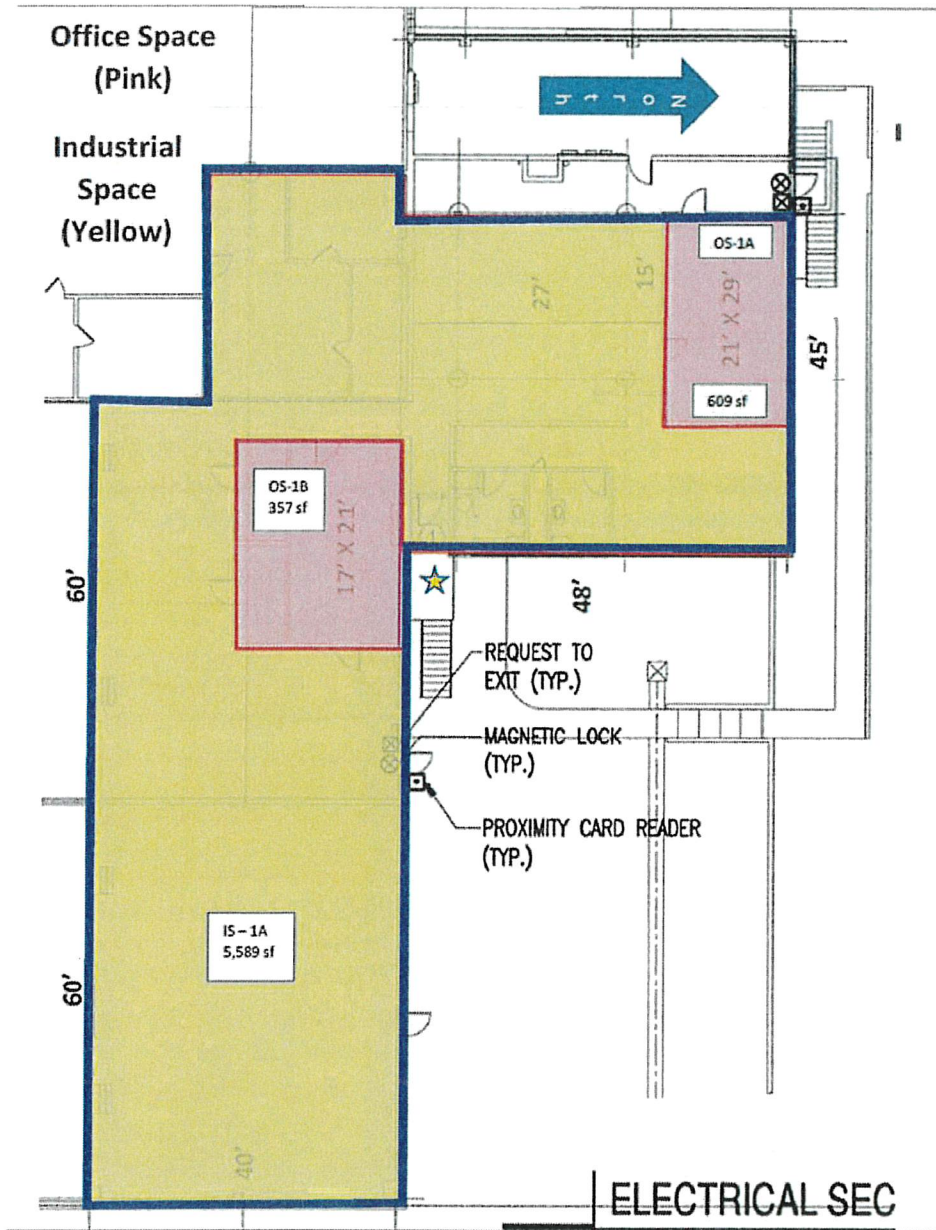 Office Space
(Pink)
Industrial
Space
(Yellow)
North
OS-1A
21' X 29'
609 sf
27'
15'
45'
OS-1B
357 sf
17' X 21'
60'
48'
REQUEST TO
EXIT (TYP.)
MAGNETIC LOCK
(TYP.)
PROXIMITY CARD READER
(TYP.)
IS – 1A
5,589 sf
60'
40'
ELECTRICAL SEC